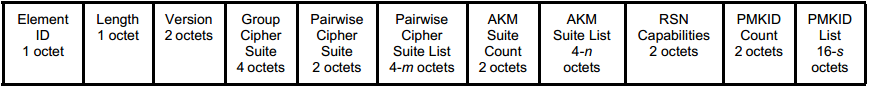 Element
ID
1 octet
Length
1 octet
Version
2 octets
Group
Cipher
Suite
4 octets
Pairwise
Cipher
Suite
2 octets
Pairwise
Cipher
Suite List
4-m octets
AKM
Suite
Count
2 octets
AKM
Suite List
4-n
octets
RSN
Capabilities
2 octets
PMKID
Count
2 octets
PMKID
List
16-s
octets